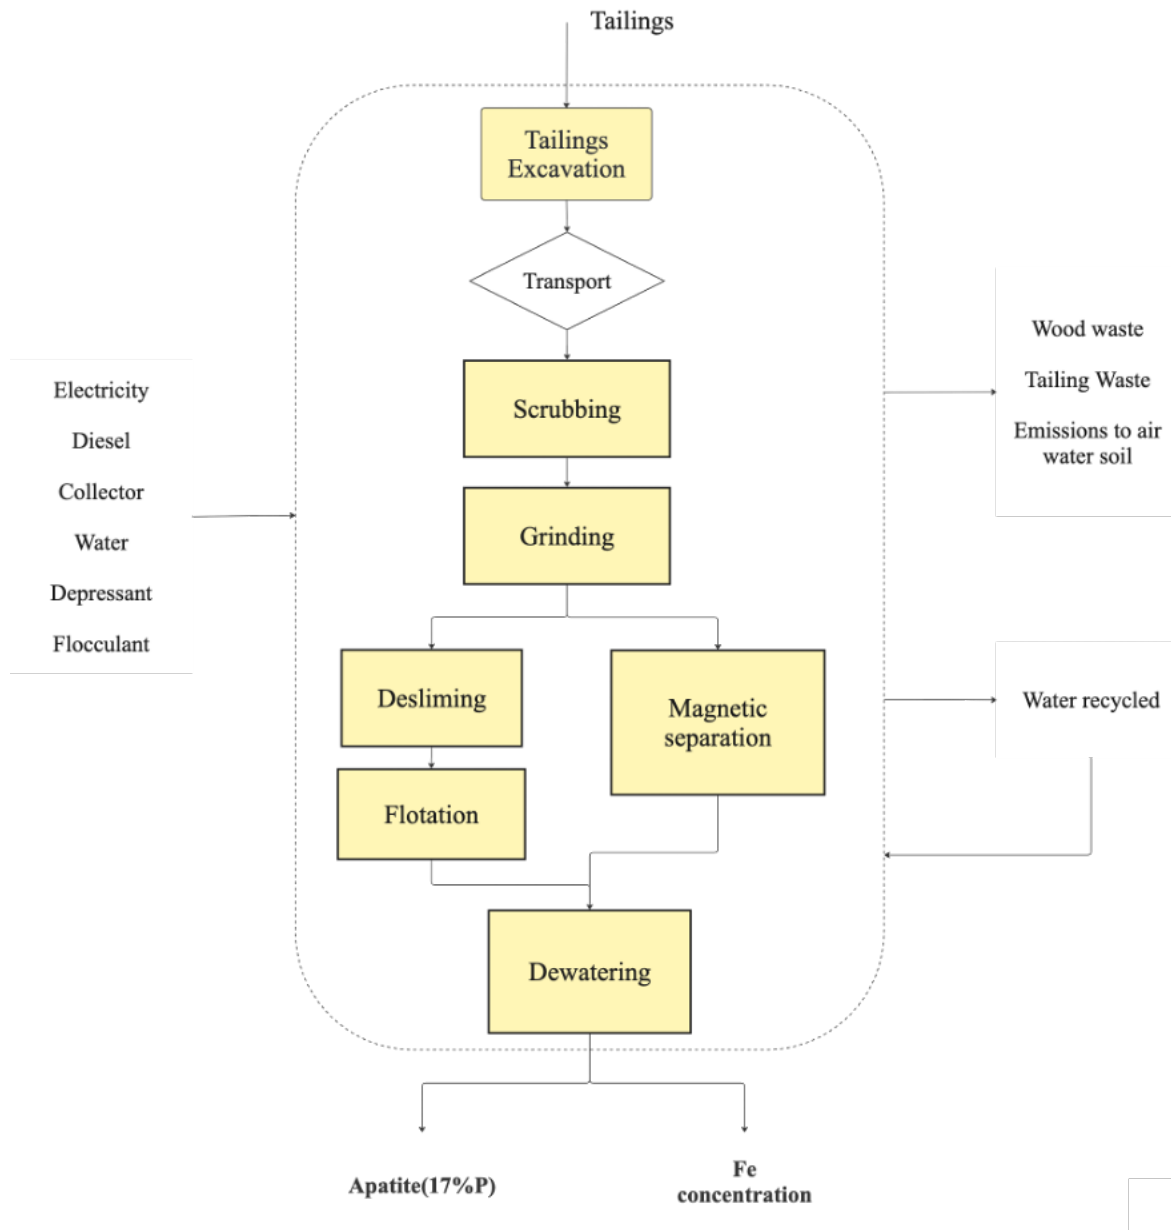 Tailings
Tailings
Excavation
Transport
Scrubbing
Grinding
Electricity
Diesel
Collector
Water
Depressant
Flocculant
Wood waste
Tailing Waste
Emissions to air
water soil
Desliming
Magnetic
separation
Flotation
Water recycled
Dewatering
Apatite(17%P)
Fe
concentration